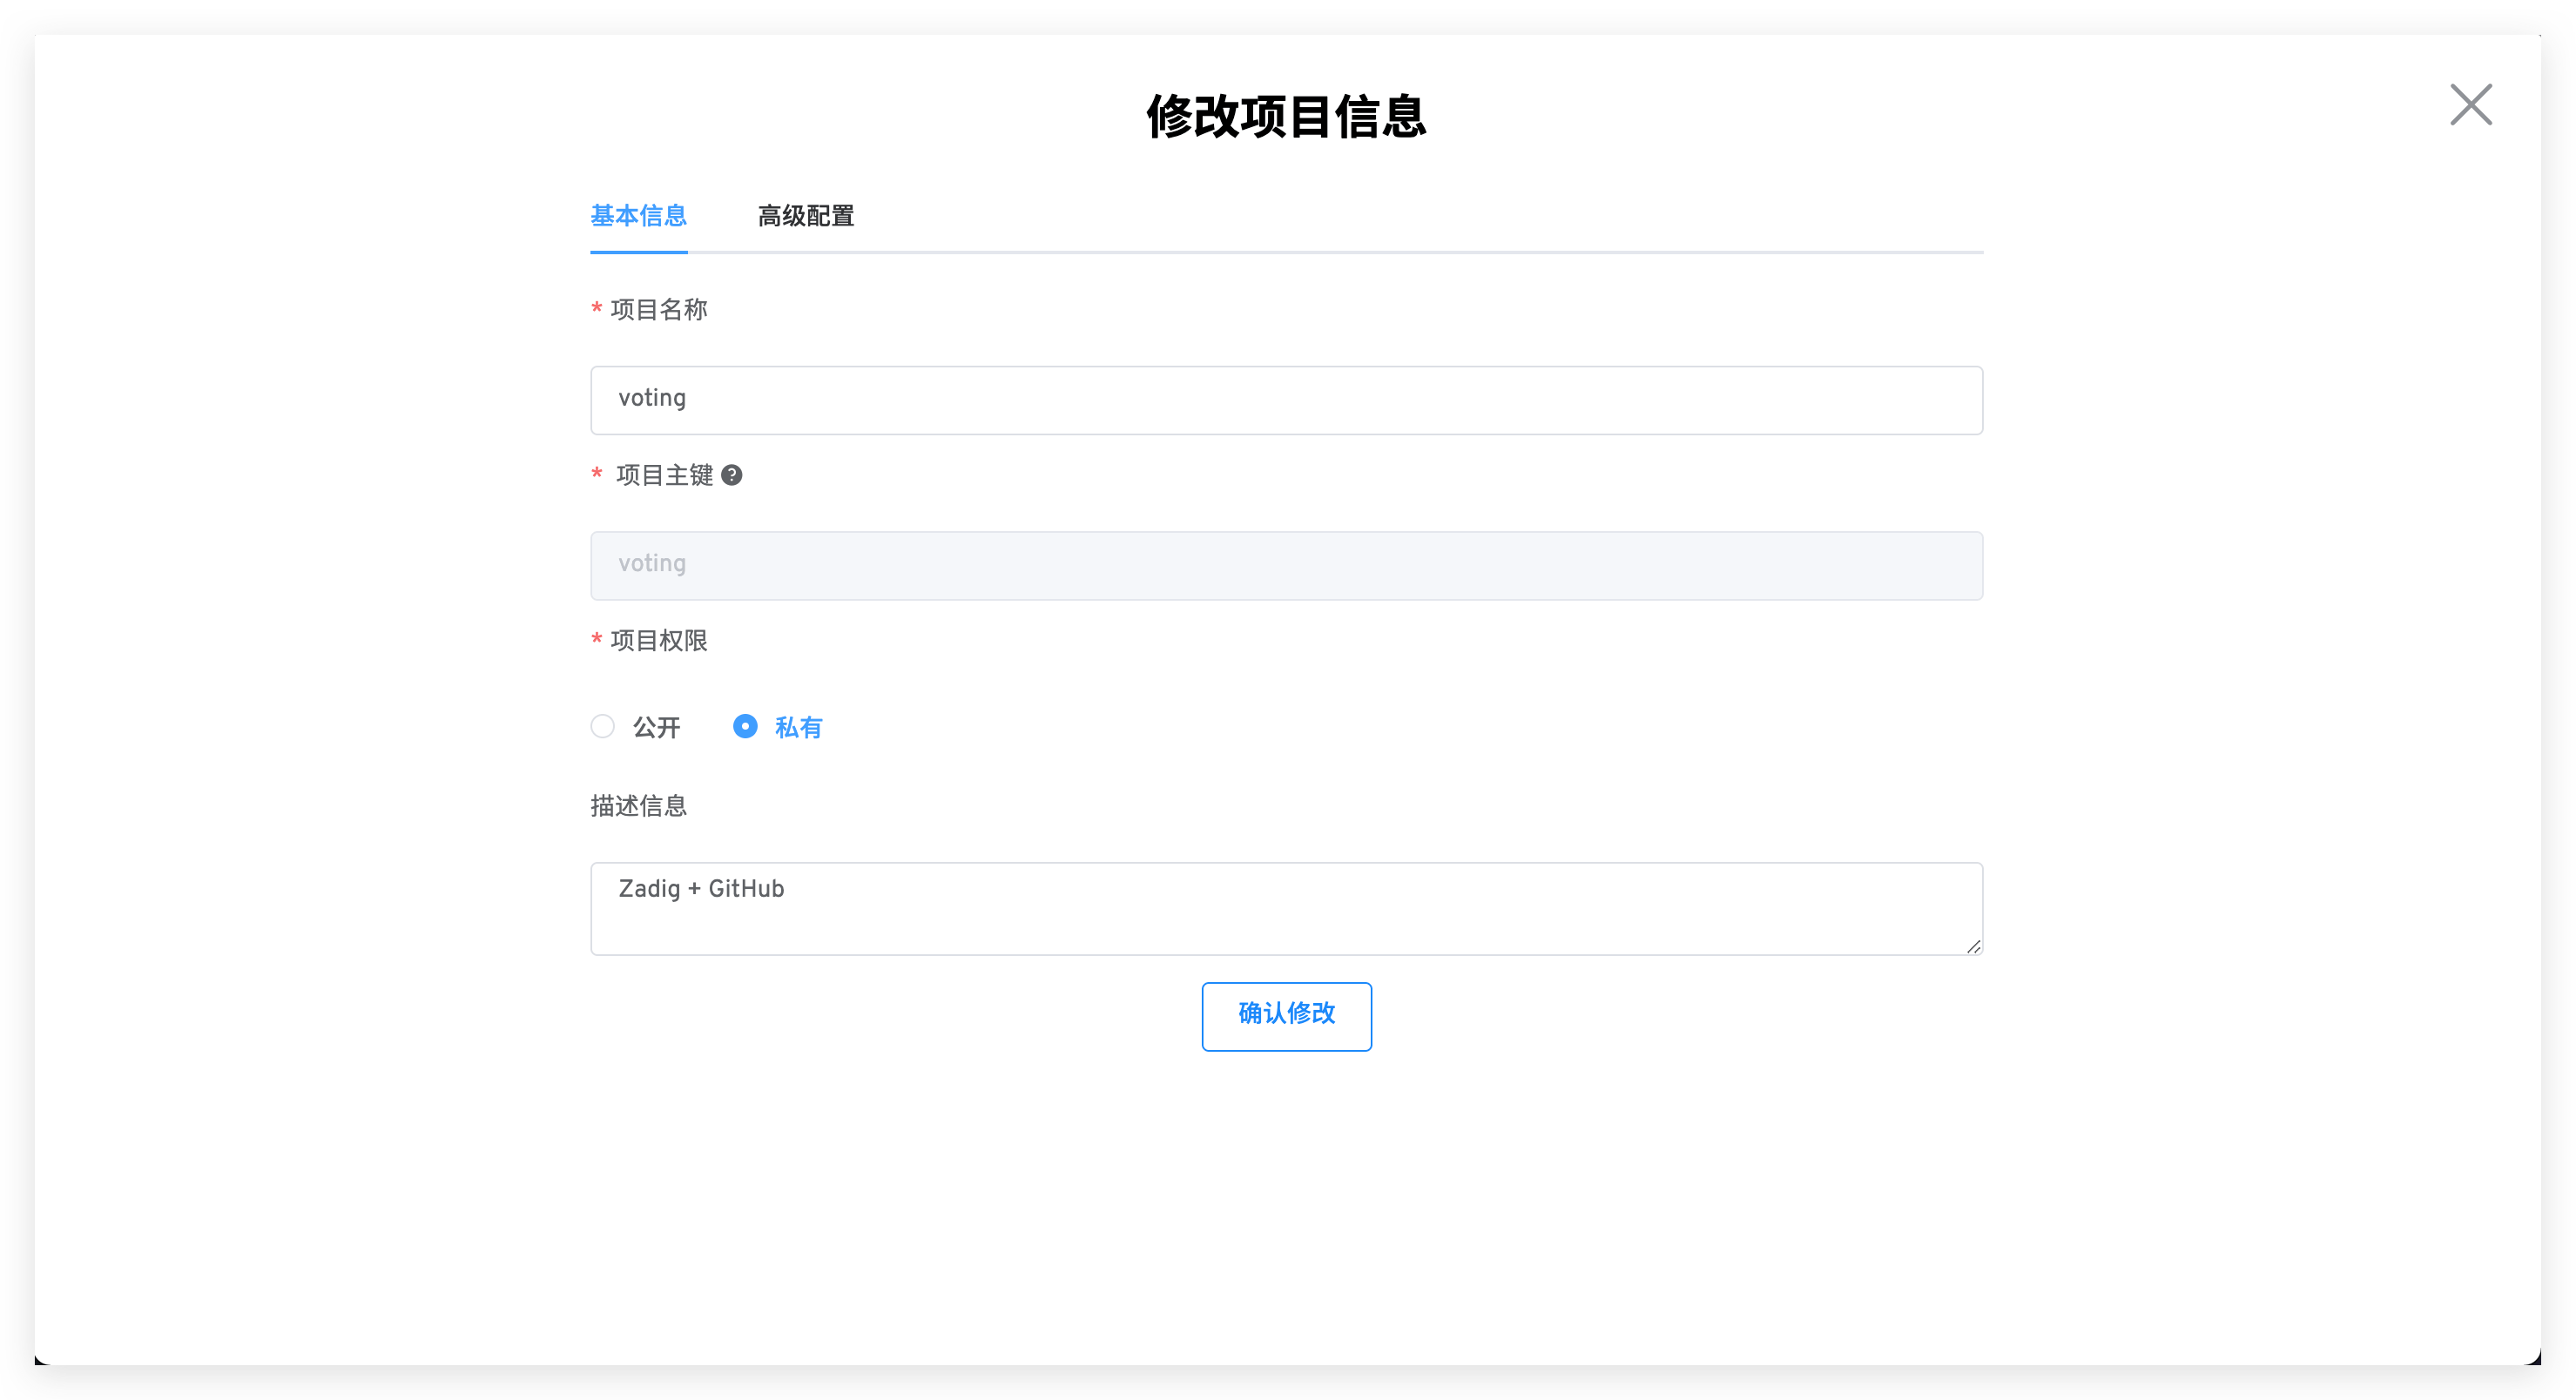 修改项目信息
基本信息 高级配置
* 项目名称
voting
* 项目主键 ?
voting
* 项目权限
公开 私有
描述信息
Zadig + GitHub
确认修改